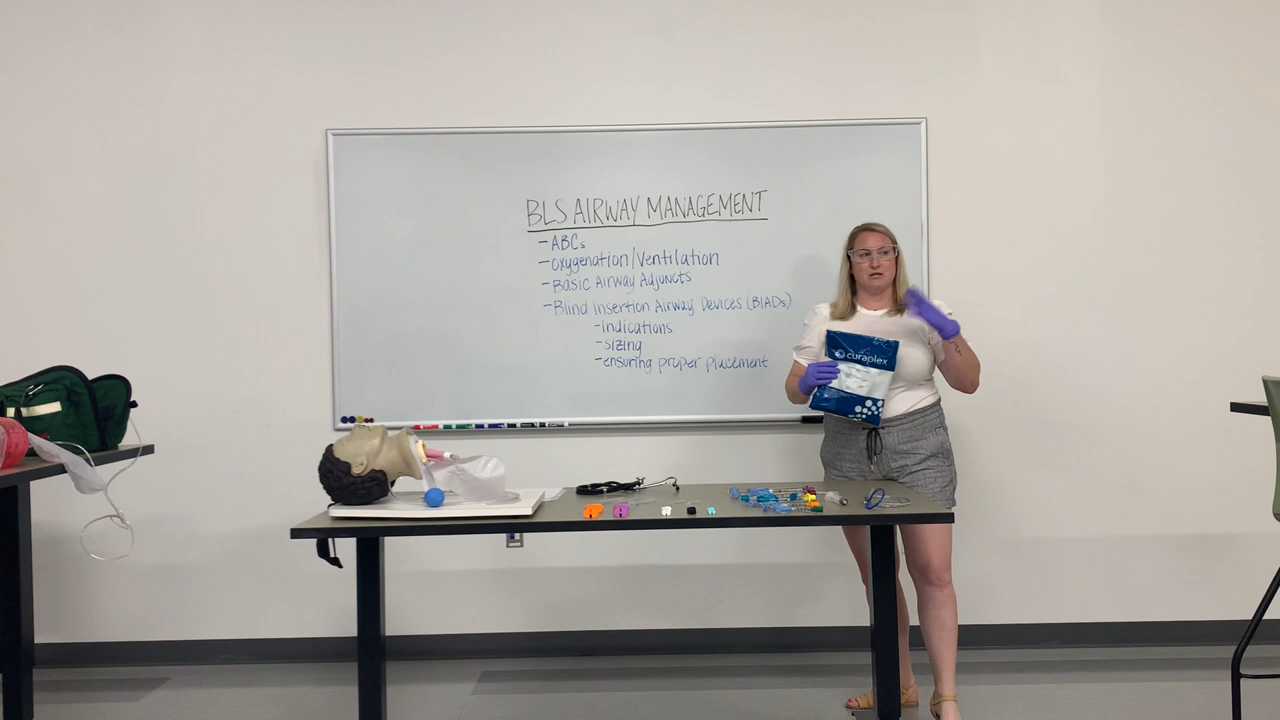 BLS AIRWAY MANAGEMENT
- ABCs
- Oxygenation/Ventilation
- Basic Airway Adjuncts
- Blind Insertion Airway Devices (BIADs)
- indications
- sizing
- ensuring proper placement
curaplex